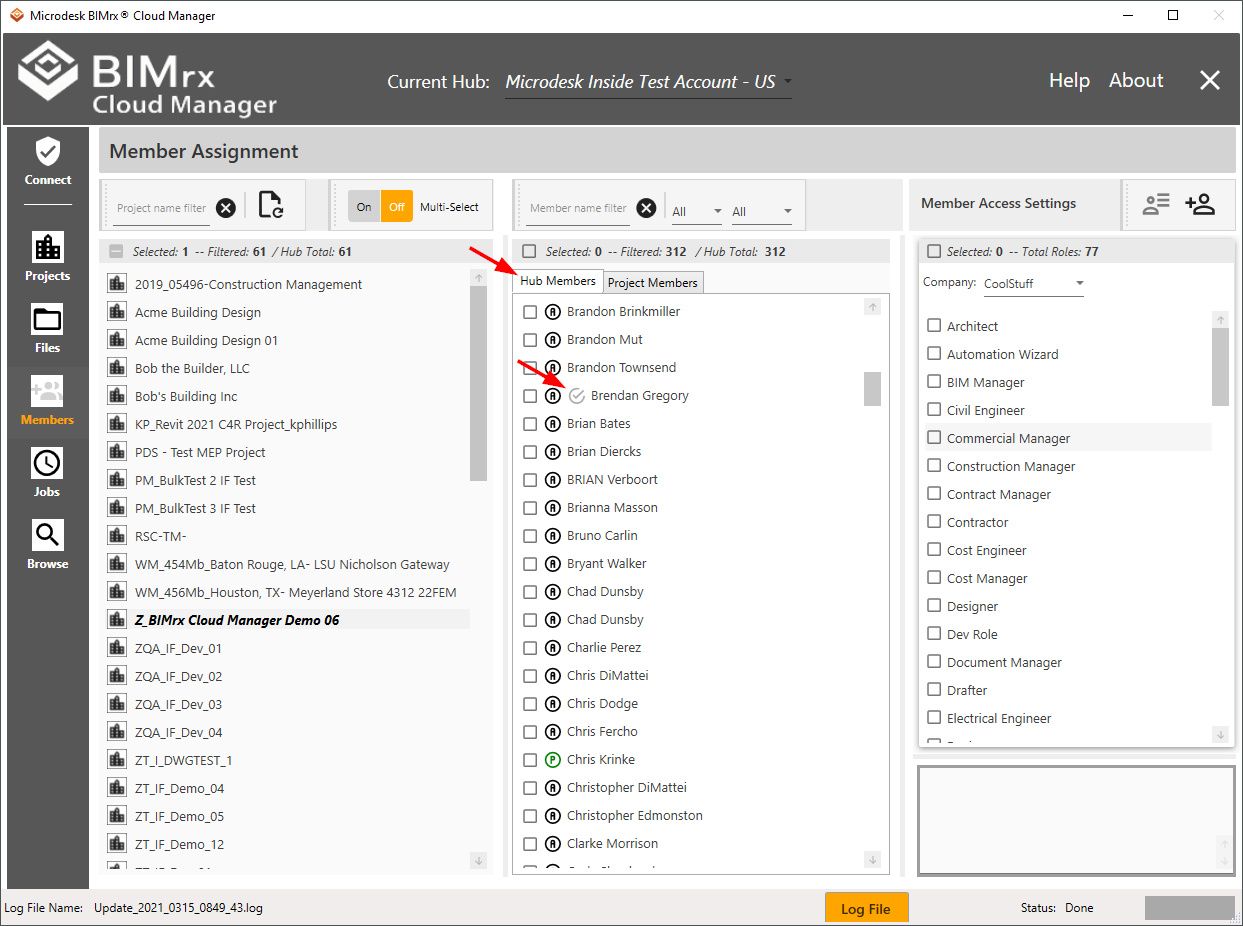 Microdesk BIMrx® Cloud Manager
BIMrx
Cloud Manager
Current Hub: Microdesk Inside Test Account - US
Help About
Connect
Projects
Files
Members
Jobs
Browse
Member Assignment
Project name filter
On Off Multi-Select
Member name filter
All All
Member Access Settings
Selected: 1 -- Filtered: 61 / Hub Total: 61
2019_05496-Construction Management
Acme Building Design
Acme Building Design 01
Bob the Builder, LLC
Bob's Building Inc
KP_Revit 2021 C4R Project_kphillips
PDS - Test MEP Project
PM_BulkTest 2 IF Test
PM_BulkTest 3 IF Test
RSC-TM-
WM_454Mb_Baton Rouge, LA- LSU Nicholson Gateway
WM_456Mb_Houston, TX- Meyerland Store 4312 22FEM
Z_BIMrx Cloud Manager Demo 06
ZQA_IF_Dev_01
ZQA_IF_Dev_02
ZQA_IF_Dev_03
ZQA_IF_Dev_04
ZT_I_DWGTEST_1
ZT_IF_Demo_04
ZT_IF_Demo_05
ZT_IF_Demo_12
Selected: 0 -- Filtered: 312 / Hub Total: 312
Hub Members Project Members
A Brandon Brinkmiller
A Brandon Mut
A Brandon Townsend
A Brendan Gregory
A Brian Bates
A Brian Diercks
A BRIAN Verboort
A Brianna Masson
A Bruno Carlin
A Bryant Walker
A Chad Dunsby
A Chad Dunsby
A Charlie Perez
A Chris DiMattei
A Chris Dodge
A Chris Fercho
P Chris Krinke
A Christopher DiMattei
A Christopher Edmonston
A Clarke Morrison
Selected: 0 -- Total Roles: 77
Company: CoolStuff
Architect
Automation Wizard
BIM Manager
Civil Engineer
Commercial Manager
Construction Manager
Contract Manager
Contractor
Cost Engineer
Cost Manager
Designer
Dev Role
Document Manager
Drafter
Electrical Engineer
Log File Name: Update_2021_0315_0849_43.log
Log File
Status: Done